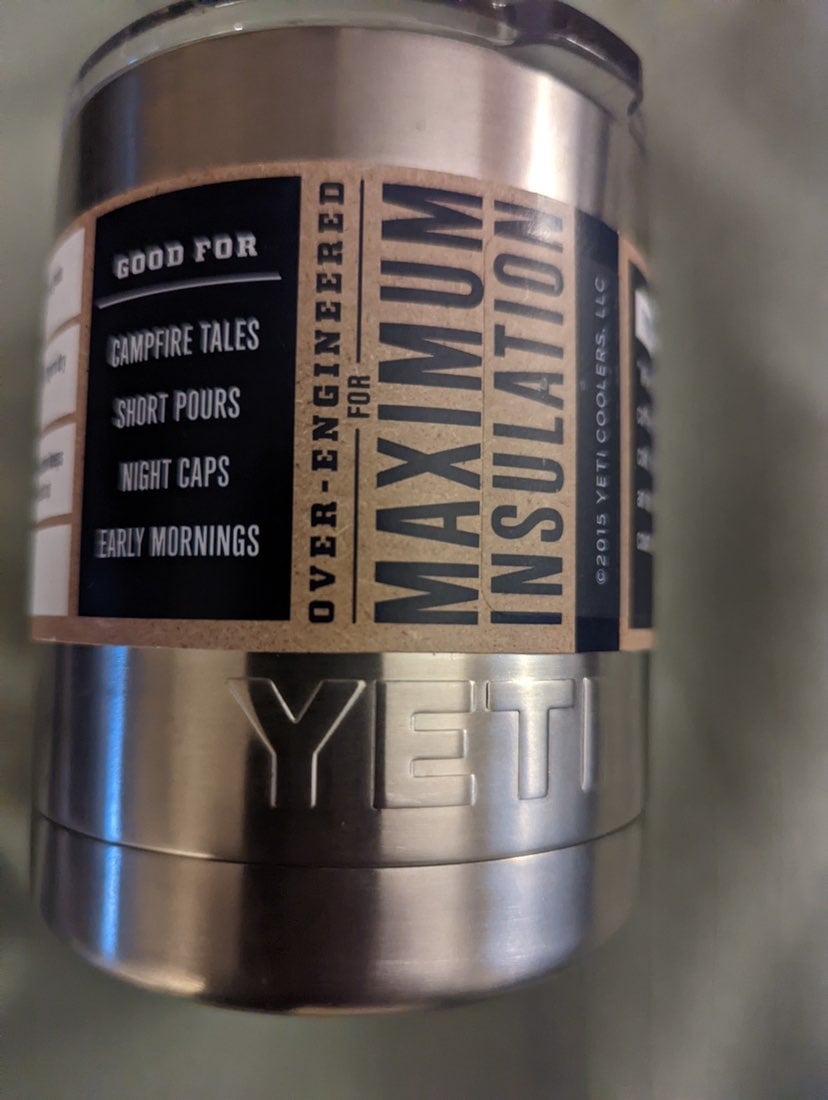 GOOD FOR
CAMPFIRE TALES
SHORT POURS
NIGHT CAPS
EARLY MORNINGS
OVER-ENGINEERED
FOR
MAXIMUM
INSULATION
©2015 YETI COOLERS, LLC
YETI